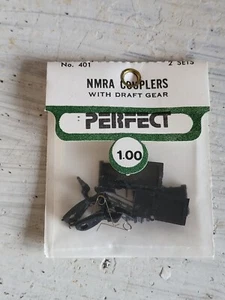 No. 401 2 SETS
NMRA COUPLERS
WITH DRAFT GEAR
PERFECT
1.00